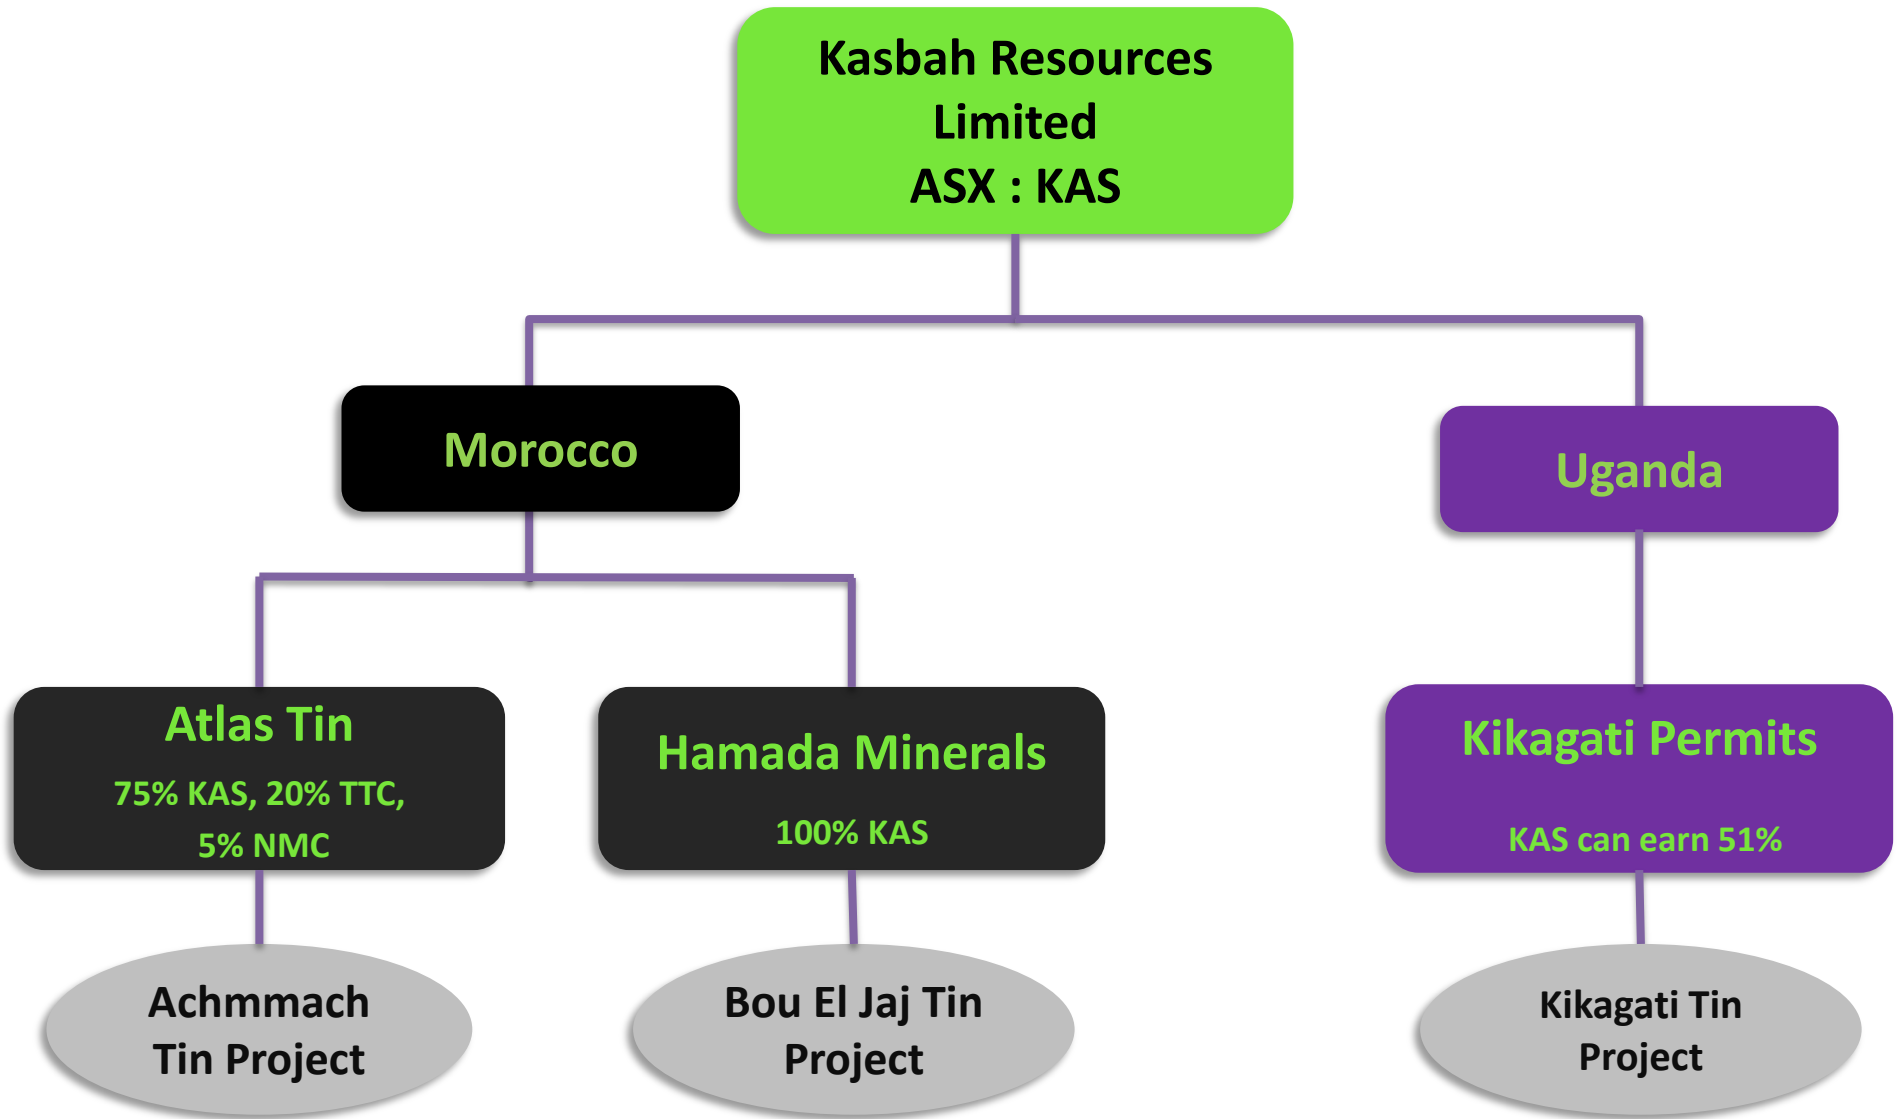 Kasbah Resources
Limited
ASX : KAS
Morocco
Uganda
Atlas Tin
75% KAS, 20% TTC,
5% NMC
Hamada Minerals
100% KAS
Kikagati Permits
KAS can earn 51%
Achmmach
Tin Project
Bou El Jaj Tin
Project
Kikagati Tin
Project